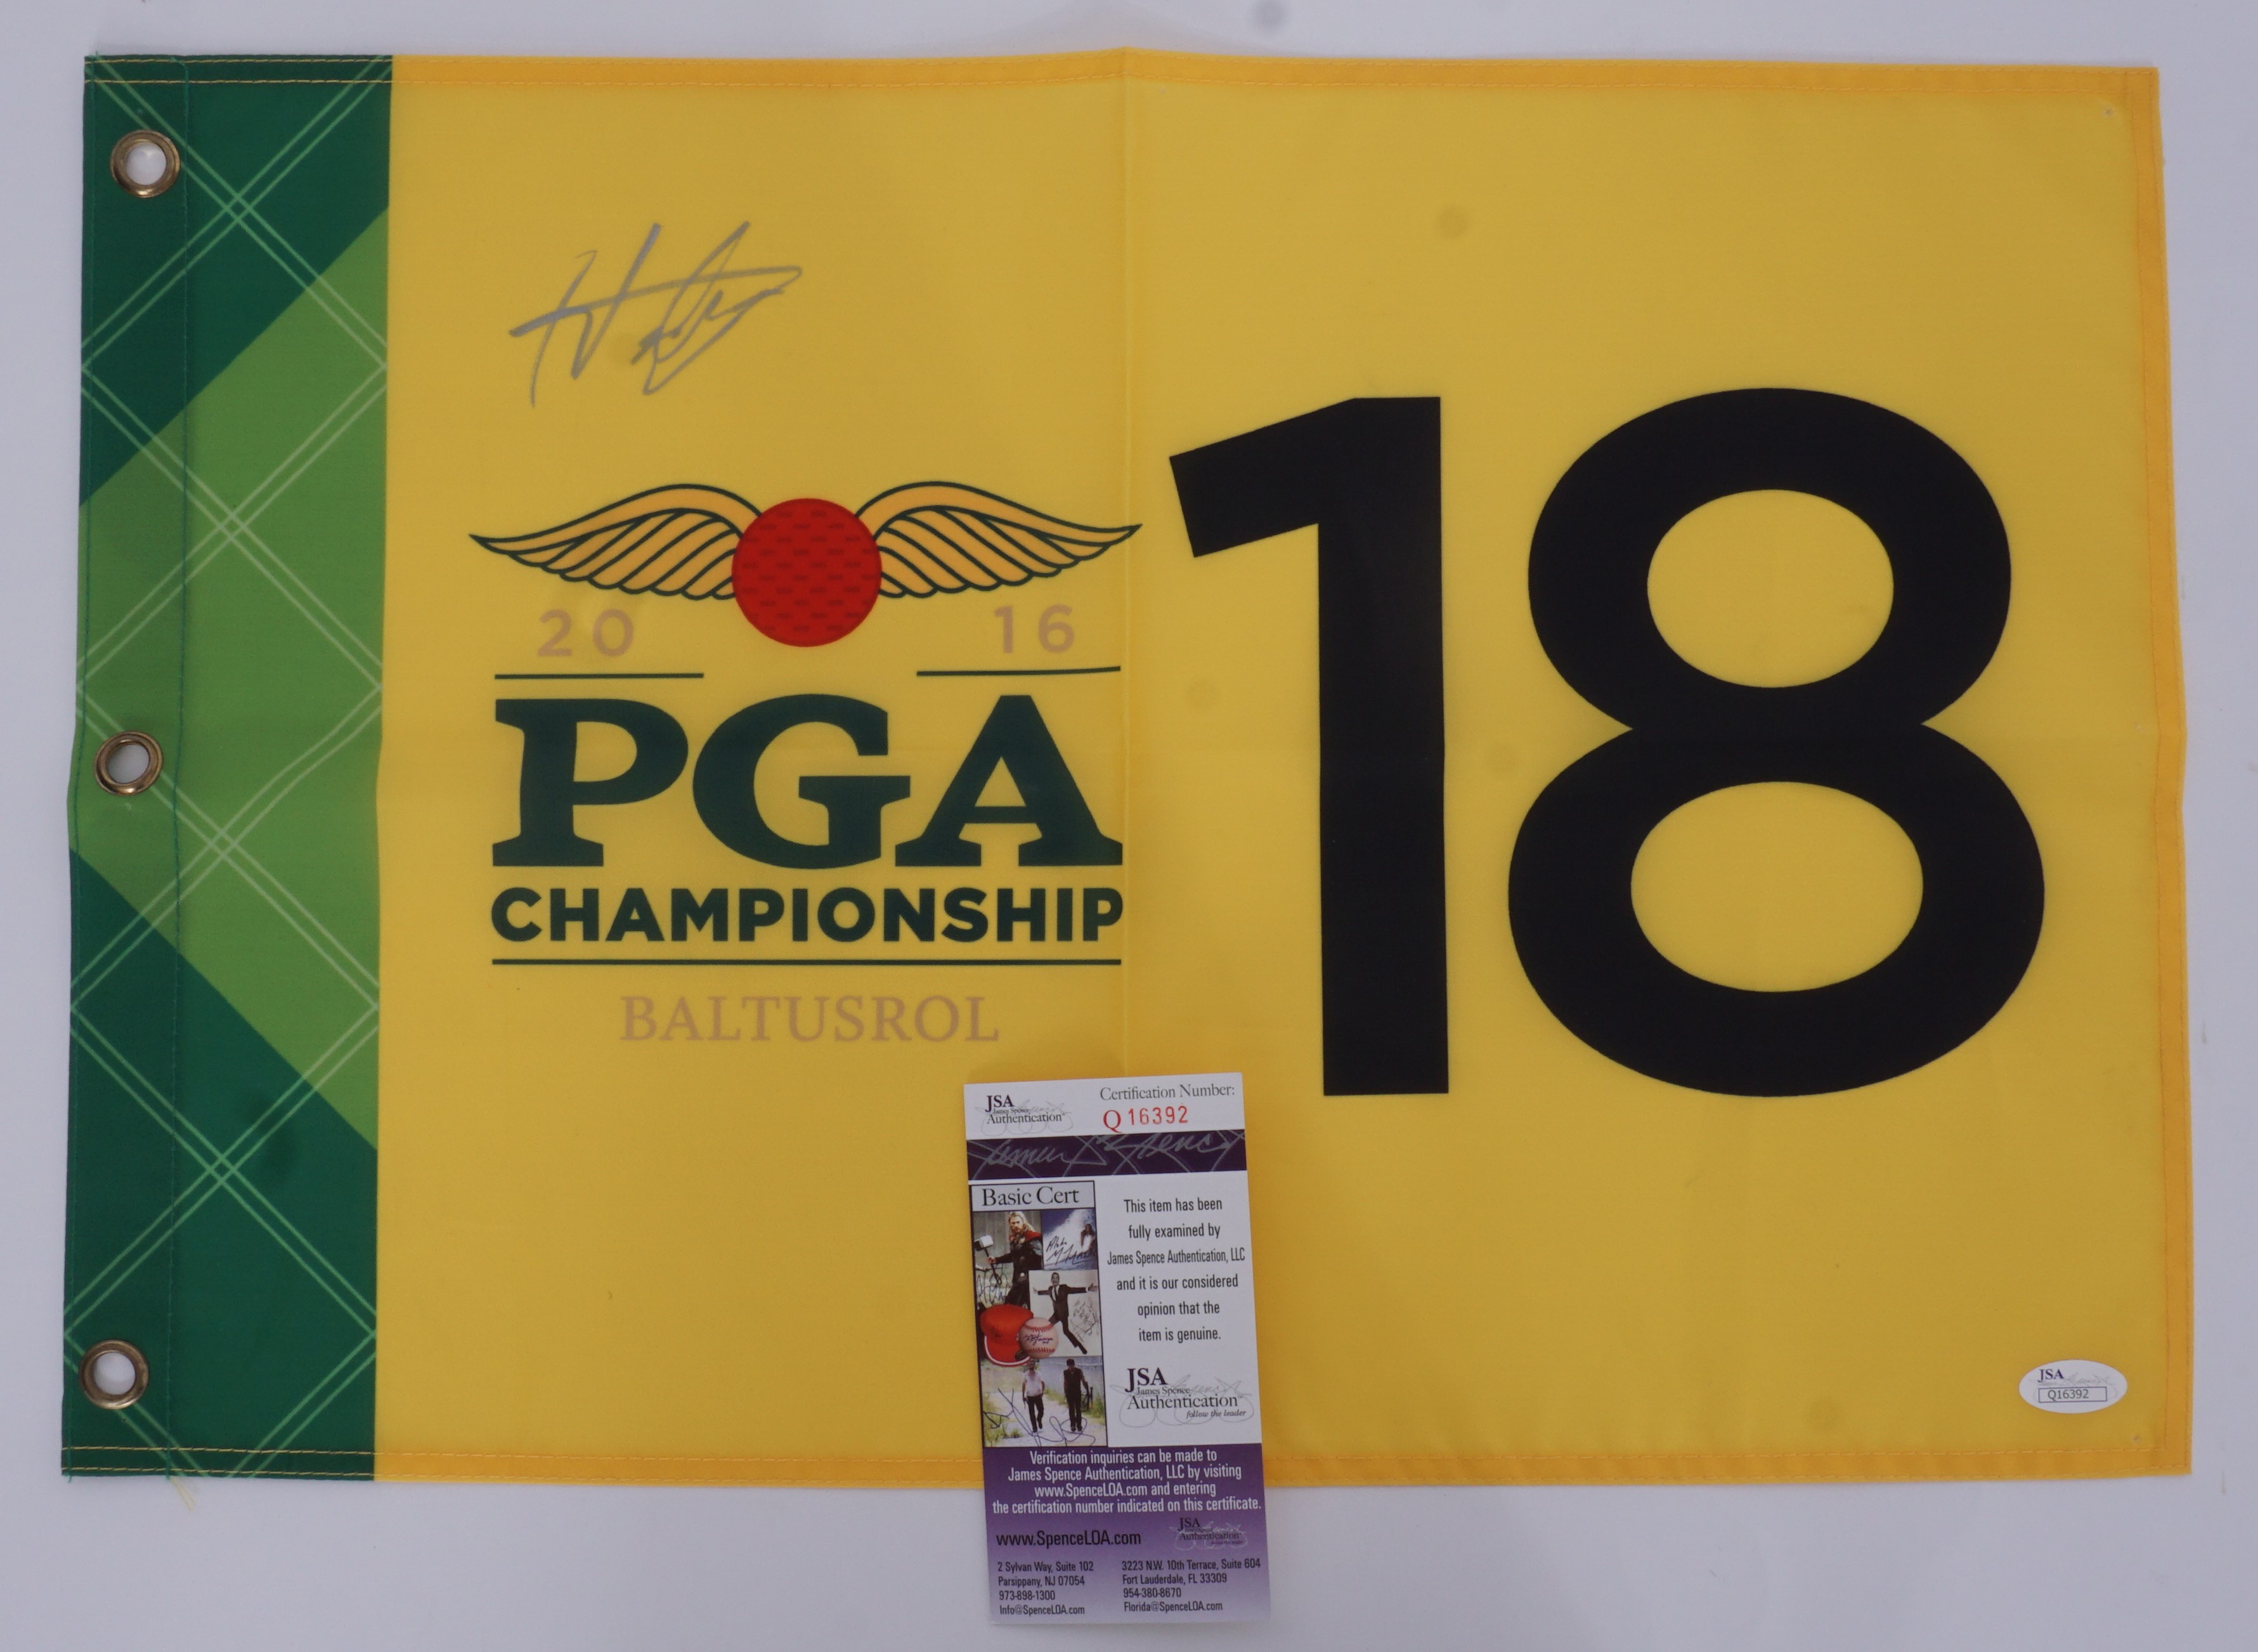 20 16
PGA
CHAMPIONSHIP
BALTUSROL
18
JSA
James Spence
Authentication
Certification Number:
Q 16392
Basic Cert
This item has been
fully examined by
James Spence Authentication, LLC
and it is our considered
opinion that the
item is genuine.
JSA
James Spence
Authentication
follow the leader
Verification inquiries can be made to
James Spence Authentication, LLC by visiting
www.SpenceLOA.com and entering
the certification number indicated on this certificate.
www.SpenceLOA.com
JSA
Authentication
2 Sylvan Way, Suite 102
Parsippany, NJ 07054
973-898-1300
Info@SpenceLOA.com
3223 N.W. 10th Terrace, Suite 604
Fort Lauderdale, FL 33309
954-380-8670
Florida@SpenceLOA.com
JSA
Q16392